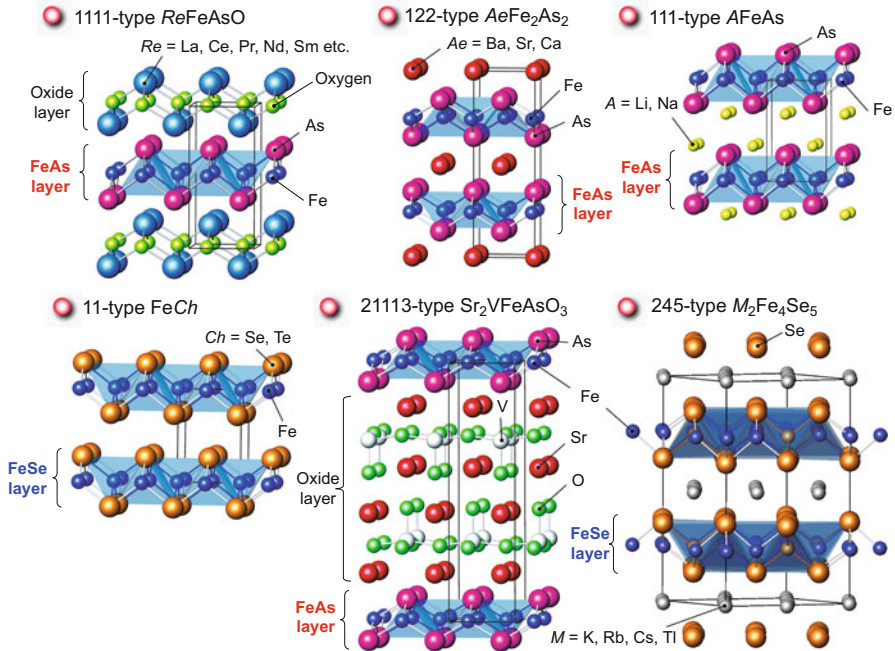 1111-type ReFeAsO
Re = La, Ce, Pr, Nd, Sm etc.
Oxide
layer
Oxygen
As
FeAs
layer
Fe
122-type AeFe₂As₂
Ae = Ba, Sr, Ca
Fe
As
FeAs
layer
111-type AFeAs
As
A = Li, Na
Fe
FeAs
layer
11-type FeCh
Ch = Se, Te
Fe
FeSe
layer
21113-type Sr₂VFeAsO₃
As
Fe
V
Sr
Oxide
layer
O
FeAs
layer
245-type M₂Fe₄Se₅
Se
FeSe
layer
M = K, Rb, Cs, Tl